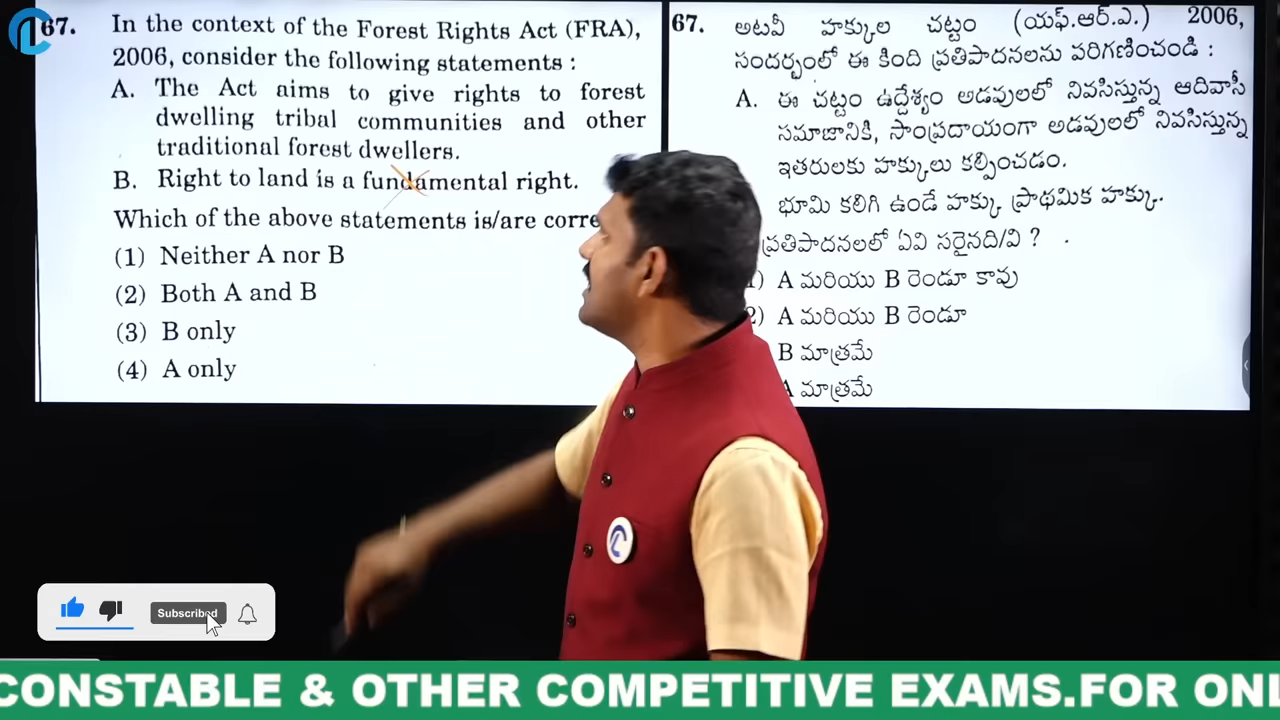 67. In the context of the Forest Rights Act (FRA),
2006, consider the following statements :
A. The Act aims to give rights to forest
dwelling tribal communities and other
traditional forest dwellers.
B. Right to land is a fundamental right.
Which of the above statements is/are corre
(1) Neither A nor B
(2) Both A and B
(3) B only
(4) A only
67. అటవీ హక్కుల చట్టం (యఫ్.ఆర్.ఎ.) 2006,
సందర్భంలో ఈ కింది ప్రతిపాదనలను పరిగణించండి :
A. ఈ చట్టం ఉద్దేశ్యం అడవులలో నివసిస్తున్న ఆదివాసీ
సమాజానికి, సాంప్రదాయంగా అడవులలో నివసిస్తున్న
ఇతరులకు హక్కులు కల్పించడం.
భూమి కలిగి ఉండే హక్కు ప్రాథమిక హక్కు.
ప్రతిపాదనలలో ఏవి సరైనది/వి ?
) A మరియు B రెండూ కావు
2) A మరియు B రెండూ
B మాత్రమే
A మాత్రమే
Subscribed
CONSTABLE & OTHER COMPETITIVE EXAMS.FOR ONL